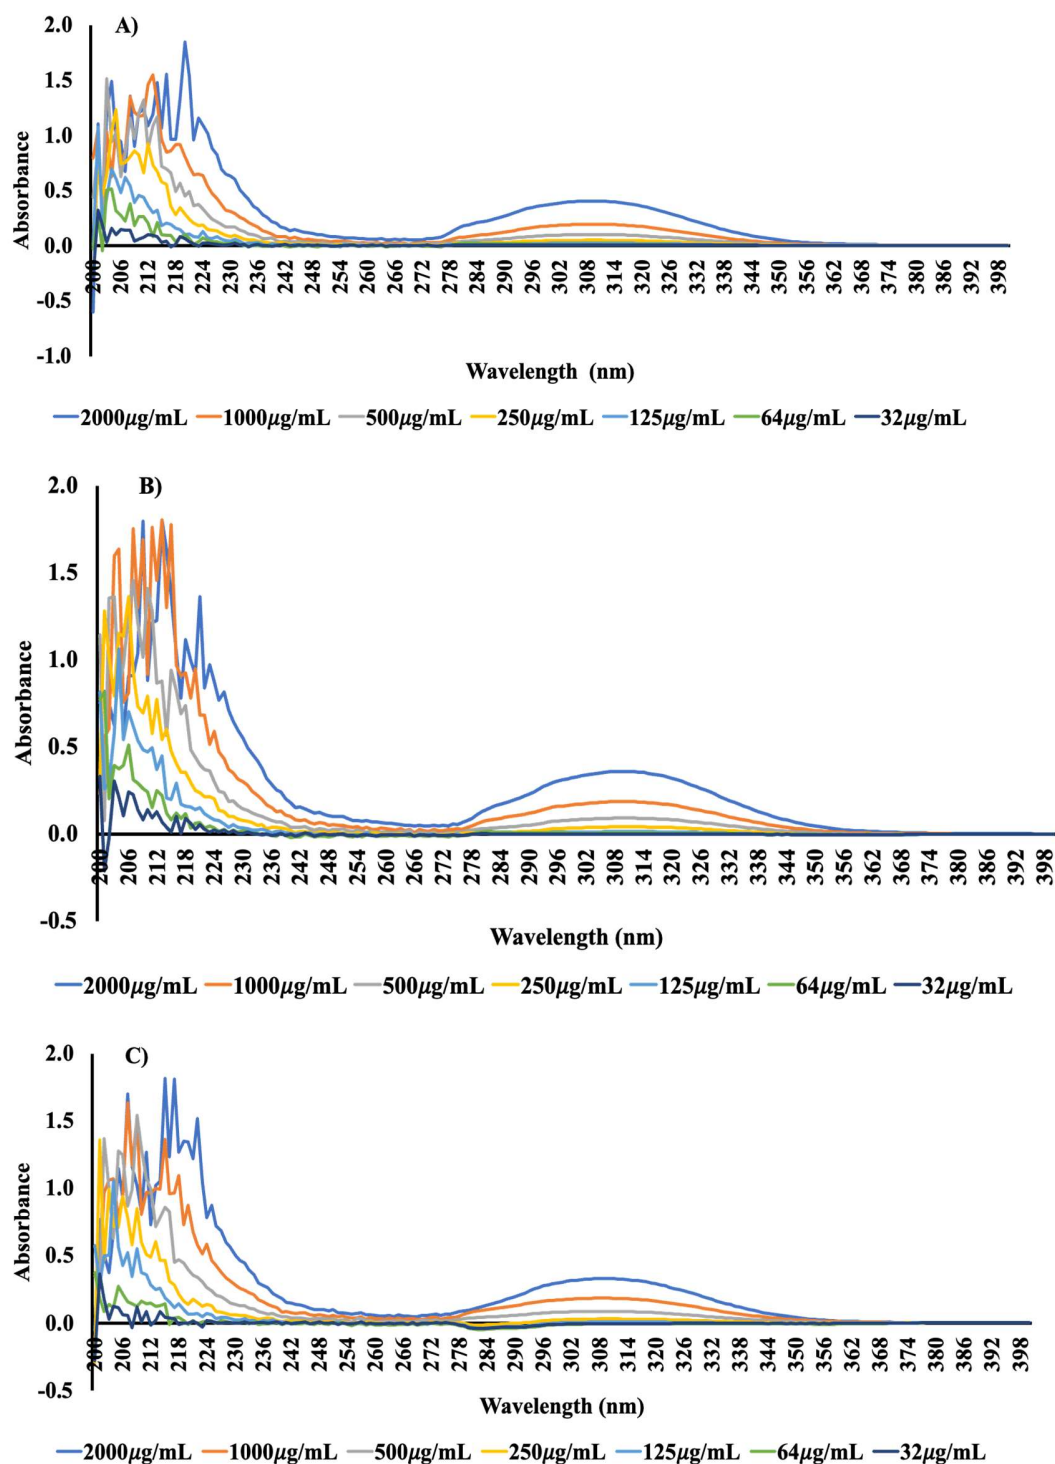 A)
2.0
1.5
1.0
0.5
0.0
-0.5
-1.0
Absorbance
200 206 212 218 224 230 236 242 248 254 260 266 272 278 284 290 296 302 308 314 320 326 332 338 344 350 356 362 368 374 380 386 392 398
Wavelength (nm)
2000µg/mL 1000µg/mL 500µg/mL 250µg/mL 125µg/mL 64µg/mL 32µg/mL
B)
2.0
1.5
1.0
0.5
0.0
-0.5
Absorbance
200 206 212 218 224 230 236 242 248 254 260 266 272 278 284 290 296 302 308 314 320 326 332 338 344 350 356 362 368 374 380 386 392 398
Wavelength (nm)
2000µg/mL 1000µg/mL 500µg/mL 250µg/mL 125µg/mL 64µg/mL 32µg/mL
C)
2.0
1.5
1.0
0.5
0.0
-0.5
Absorbance
200 206 212 218 224 230 236 242 248 254 260 266 272 278 284 290 296 302 308 314 320 326 332 338 344 350 356 362 368 374 380 386 392 398
Wavelength (nm)
2000µg/mL 1000µg/mL 500µg/mL 250µg/mL 125µg/mL 64µg/mL 32µg/mL